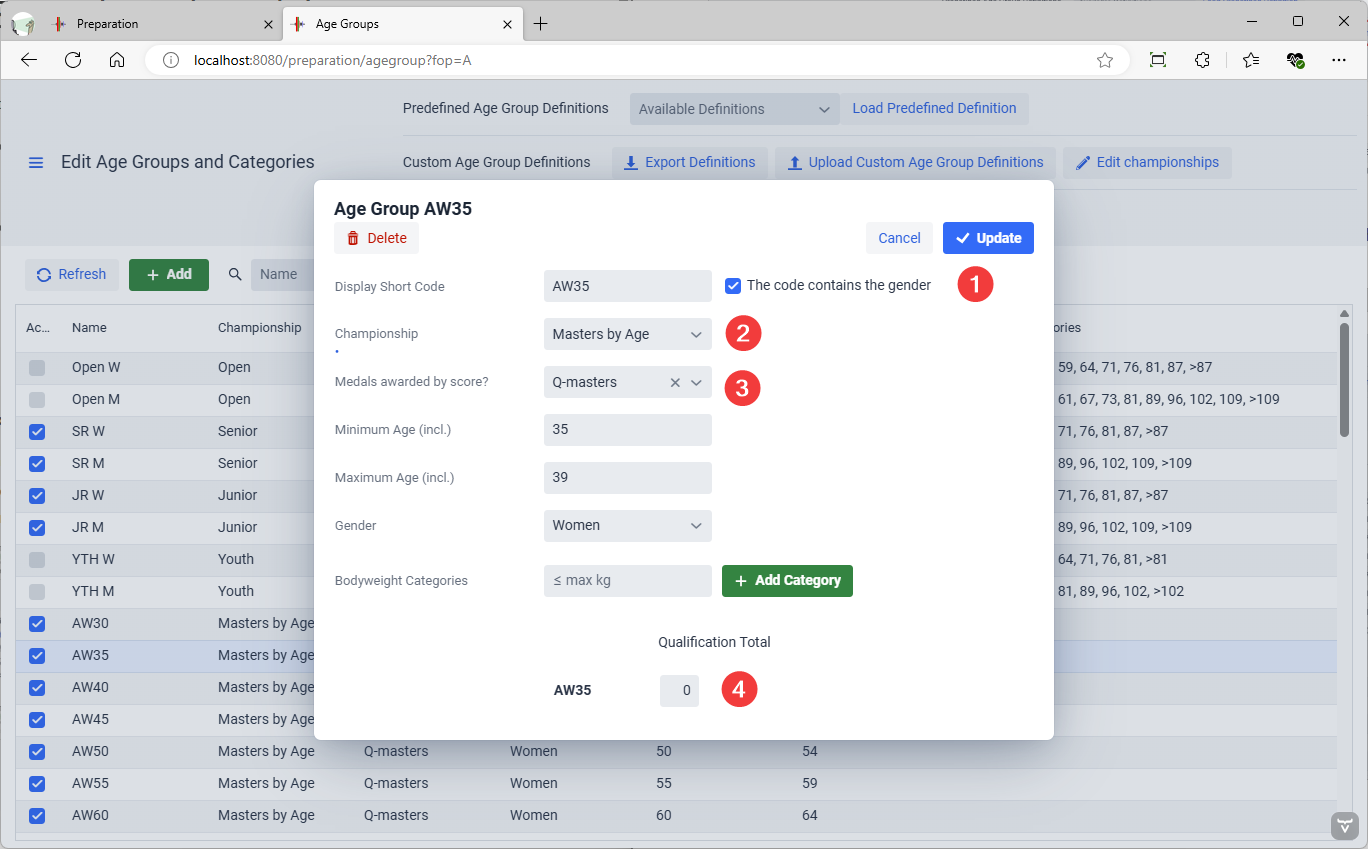 Preparation
Age Groups
localhost:8080/preparation/agegroup?fop=A
Predefined Age Group Definitions Available Definitions Load Predefined Definition
Edit Age Groups and Categories Custom Age Group Definitions Export Definitions Upload Custom Age Group Definitions Edit championships
Refresh Add Name
Ac... Name Championship ories
Open W Open 59, 64, 71, 76, 81, 87, >87
Open M Open 61, 67, 73, 81, 89, 96, 102, 109, >109
SR W Senior 71, 76, 81, 87, >87
SR M Senior 89, 96, 102, 109, >109
JR W Junior 71, 76, 81, 87, >87
JR M Junior 89, 96, 102, 109, >109
YTH W Youth 64, 71, 76, 81, >81
YTH M Youth 81, 89, 96, 102, >102
AW30 Masters by Age
AW35 Masters by Age
AW40 Masters by Age
AW45 Masters by Age
AW50 Masters by Age Q-masters Women 50 54
AW55 Masters by Age Q-masters Women 55 59
AW60 Masters by Age Q-masters Women 60 64
Age Group AW35
Delete Cancel Update
Display Short Code AW35 The code contains the gender 1
Championship Masters by Age 2
Medals awarded by score? Q-masters 3
Minimum Age (incl.) 35
Maximum Age (incl.) 39
Gender Women
Bodyweight Categories ≤ max kg Add Category
Qualification Total
AW35 0 4